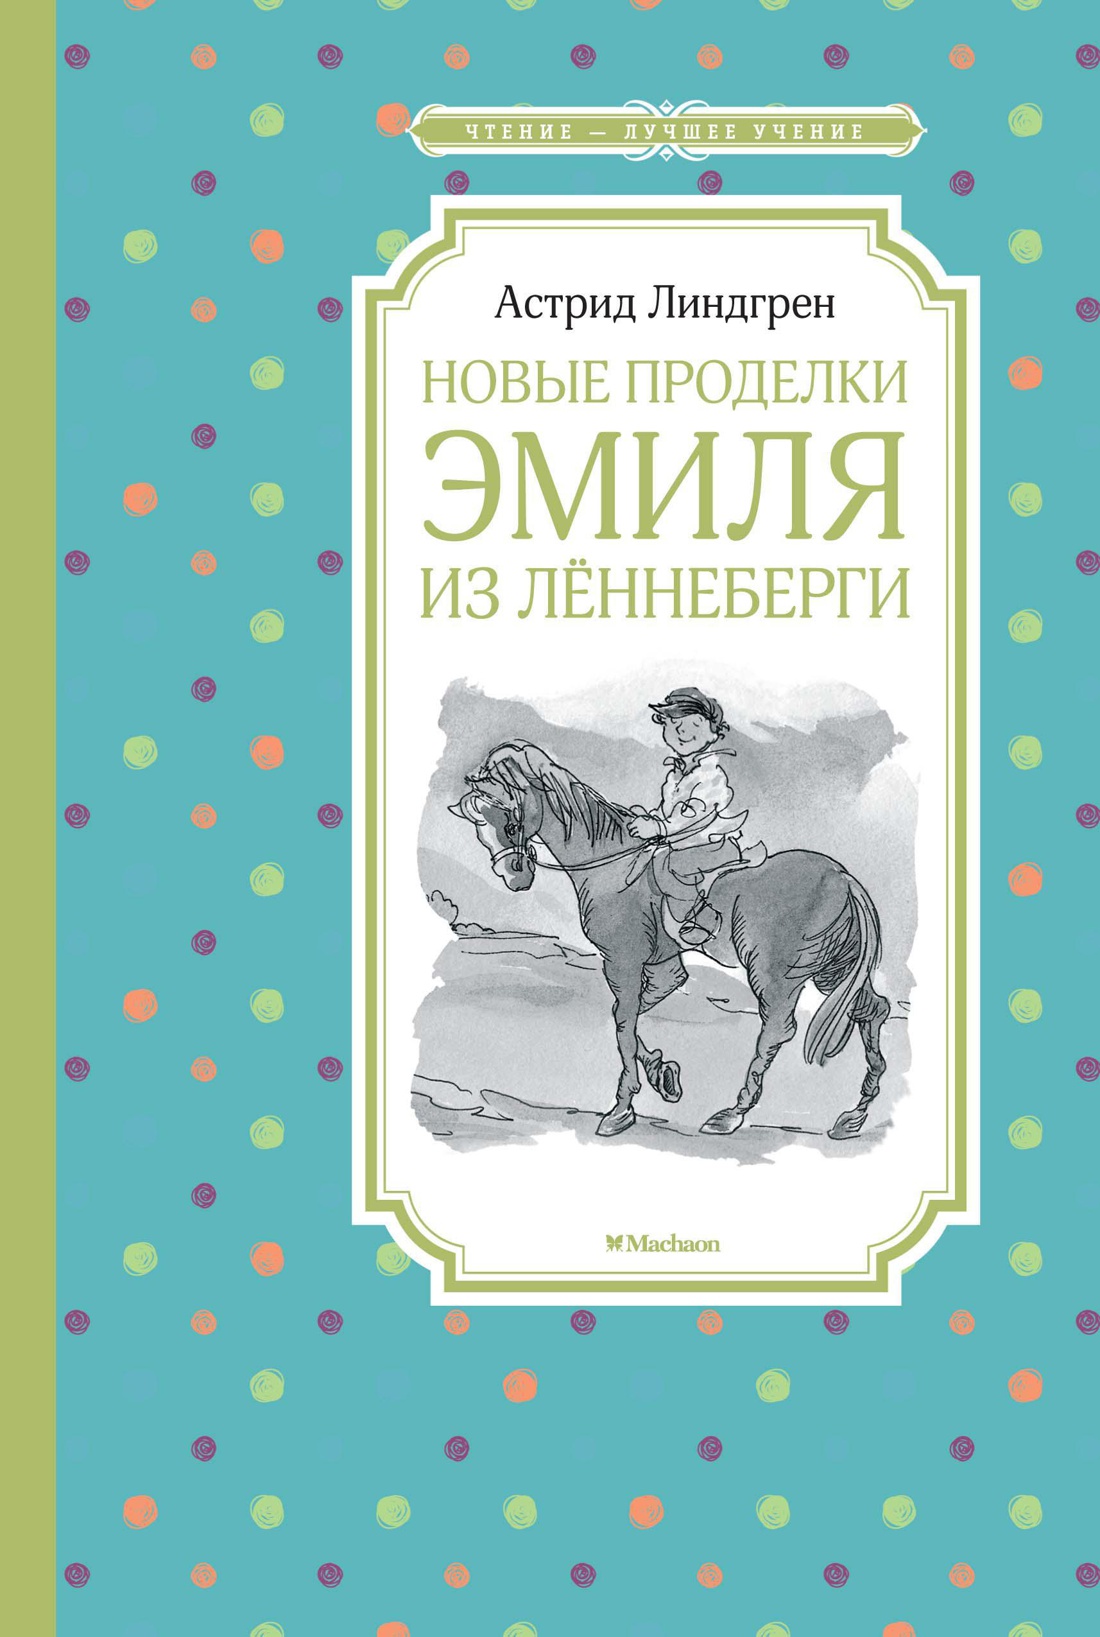 ЧТЕНИЕ — ЛУЧШЕЕ УЧЕНИЕ
Астрид Линдгрен
НОВЫЕ ПРОДЕЛКИ
ЭМИЛЯ
ИЗ ЛЁННЕБЕРГИ
Machaon